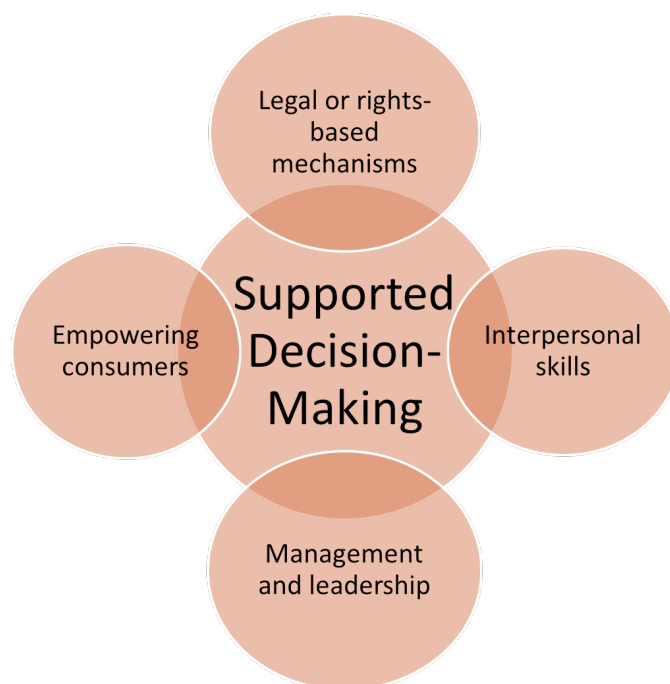 Legal or rights-
based
mechanisms
Empowering
consumers
Supported
Decision-
Making
Interpersonal
skills
Management
and leadership